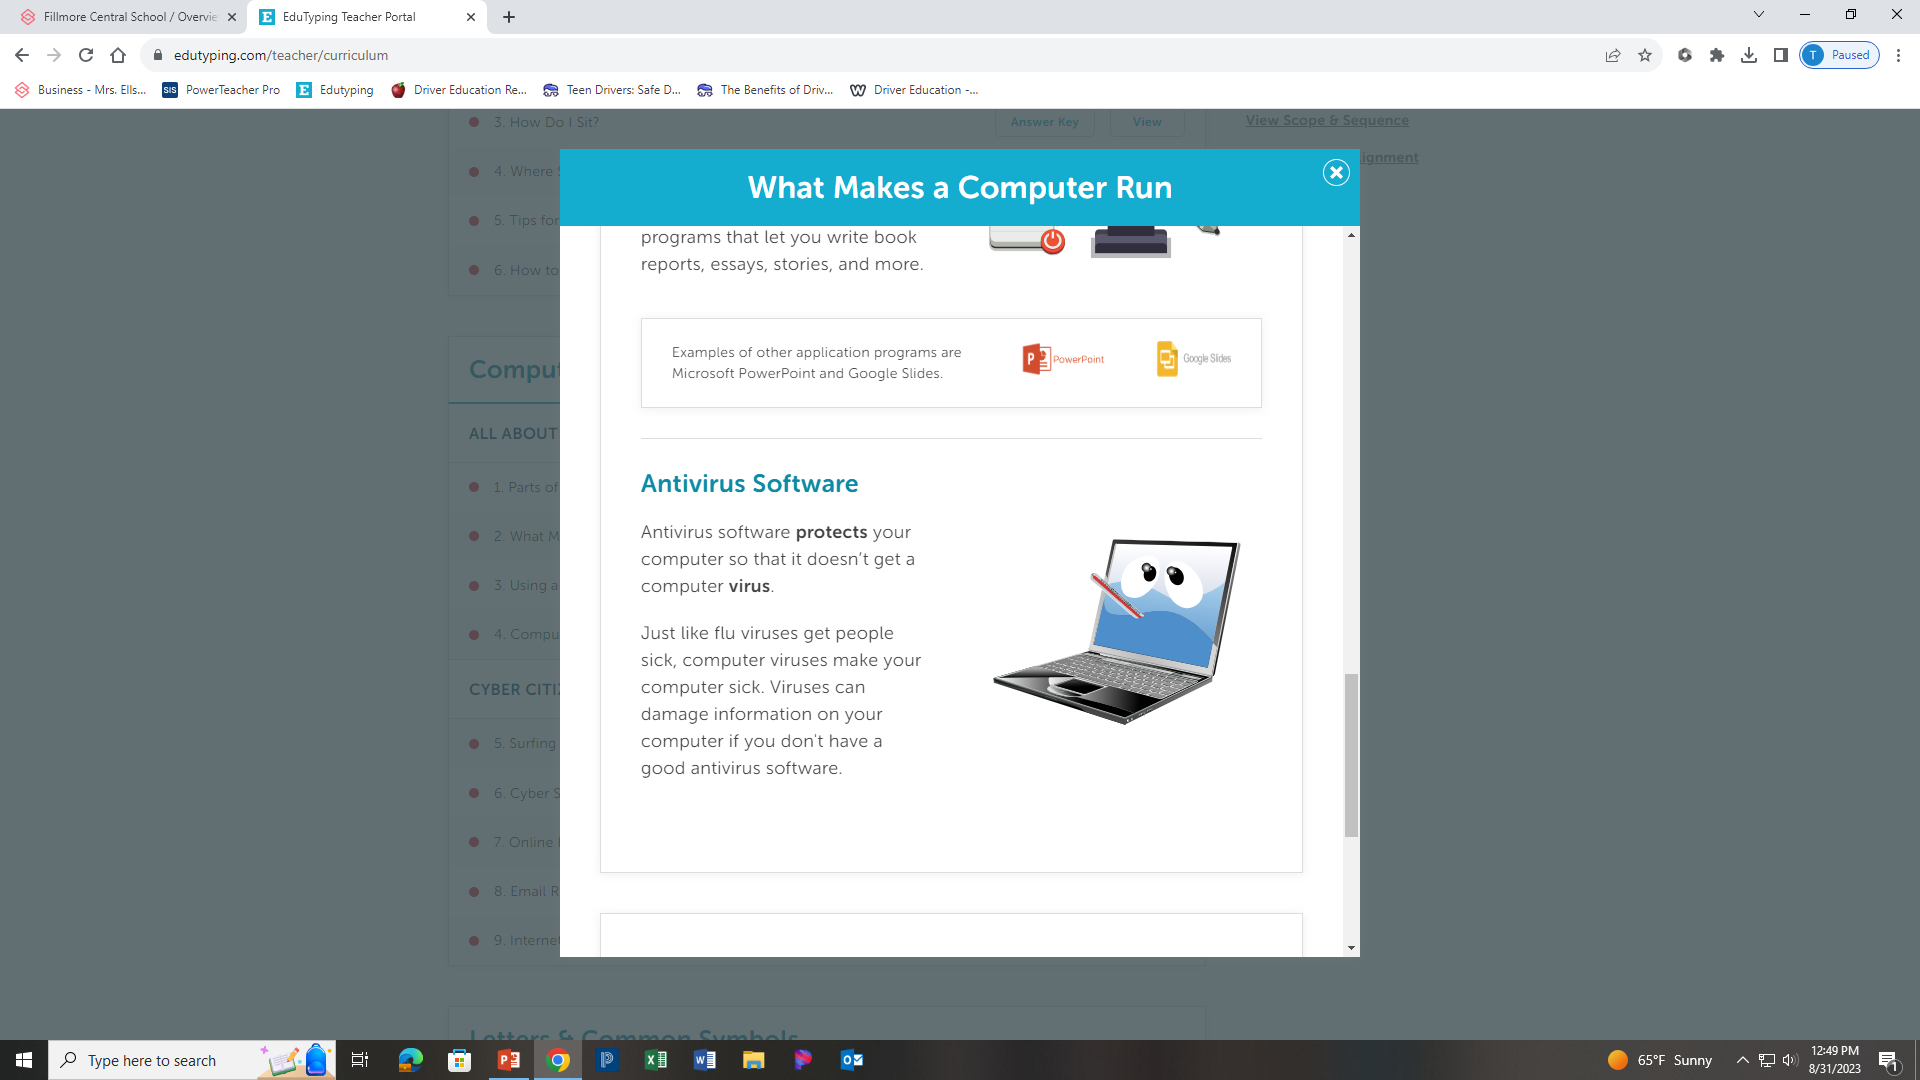 Fillmore Central School / Overvie
EduTyping Teacher Portal
edutyping.com/teacher/curriculum
T Paused
Business - Mrs. Ells...
SIS PowerTeacher Pro
E Edutyping
Driver Education Re...
Teen Drivers: Safe D...
The Benefits of Driv...
W Driver Education -...
3. How Do I Sit?
Answer Key
View
View Scope & Sequence
4. Where S
ignment
5. Tips for
6. How to
Comput
ALL ABOUT
1. Parts of
2. What M
3. Using a
4. Compu
CYBER CITI
5. Surfing
6. Cyber S
7. Online
8. Email R
9. Internet
Letters & Common Symbols
What Makes a Computer Run
programs that let you write book
reports, essays, stories, and more.
Examples of other application programs are
Microsoft PowerPoint and Google Slides.
PowerPoint
Google Slides
Antivirus Software
Antivirus software protects your
computer so that it doesn’t get a
computer virus.
Just like flu viruses get people
sick, computer viruses make your
computer sick. Viruses can
damage information on your
computer if you don't have a
good antivirus software.
Type here to search
65°F Sunny
12:49 PM
8/31/2023
1